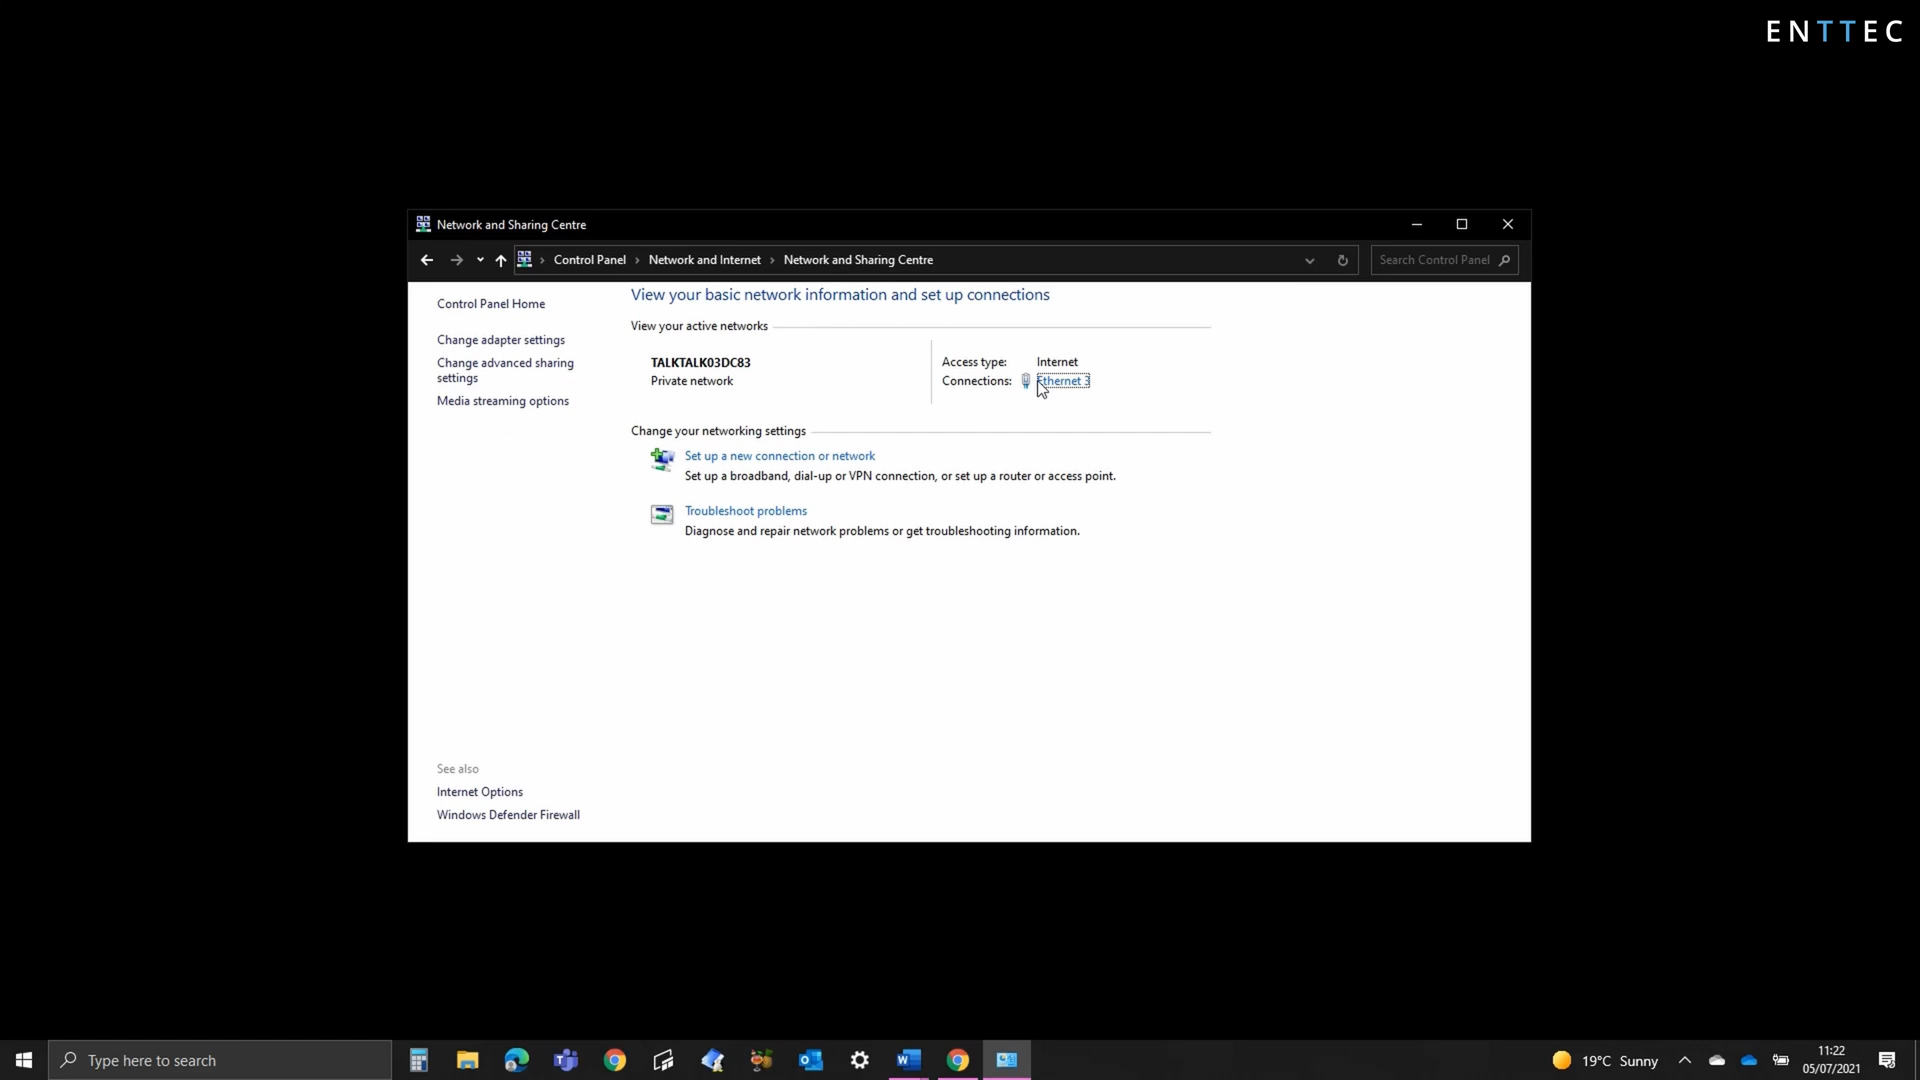 ENTTEC
Network and Sharing Centre
Control Panel
Network and Internet
Network and Sharing Centre
Search Control Panel
Control Panel Home
Change adapter settings
Change advanced sharing
settings
Media streaming options
View your basic network information and set up connections
View your active networks
TALKTALK03DC83
Private network
Access type: Internet
Connections: Ethernet 3
Change your networking settings
Set up a new connection or network
Set up a broadband, dial-up or VPN connection, or set up a router or access point.
Troubleshoot problems
Diagnose and repair network problems or get troubleshooting information.
See also
Internet Options
Windows Defender Firewall
Type here to search
19°C Sunny
11:22
05/07/2021